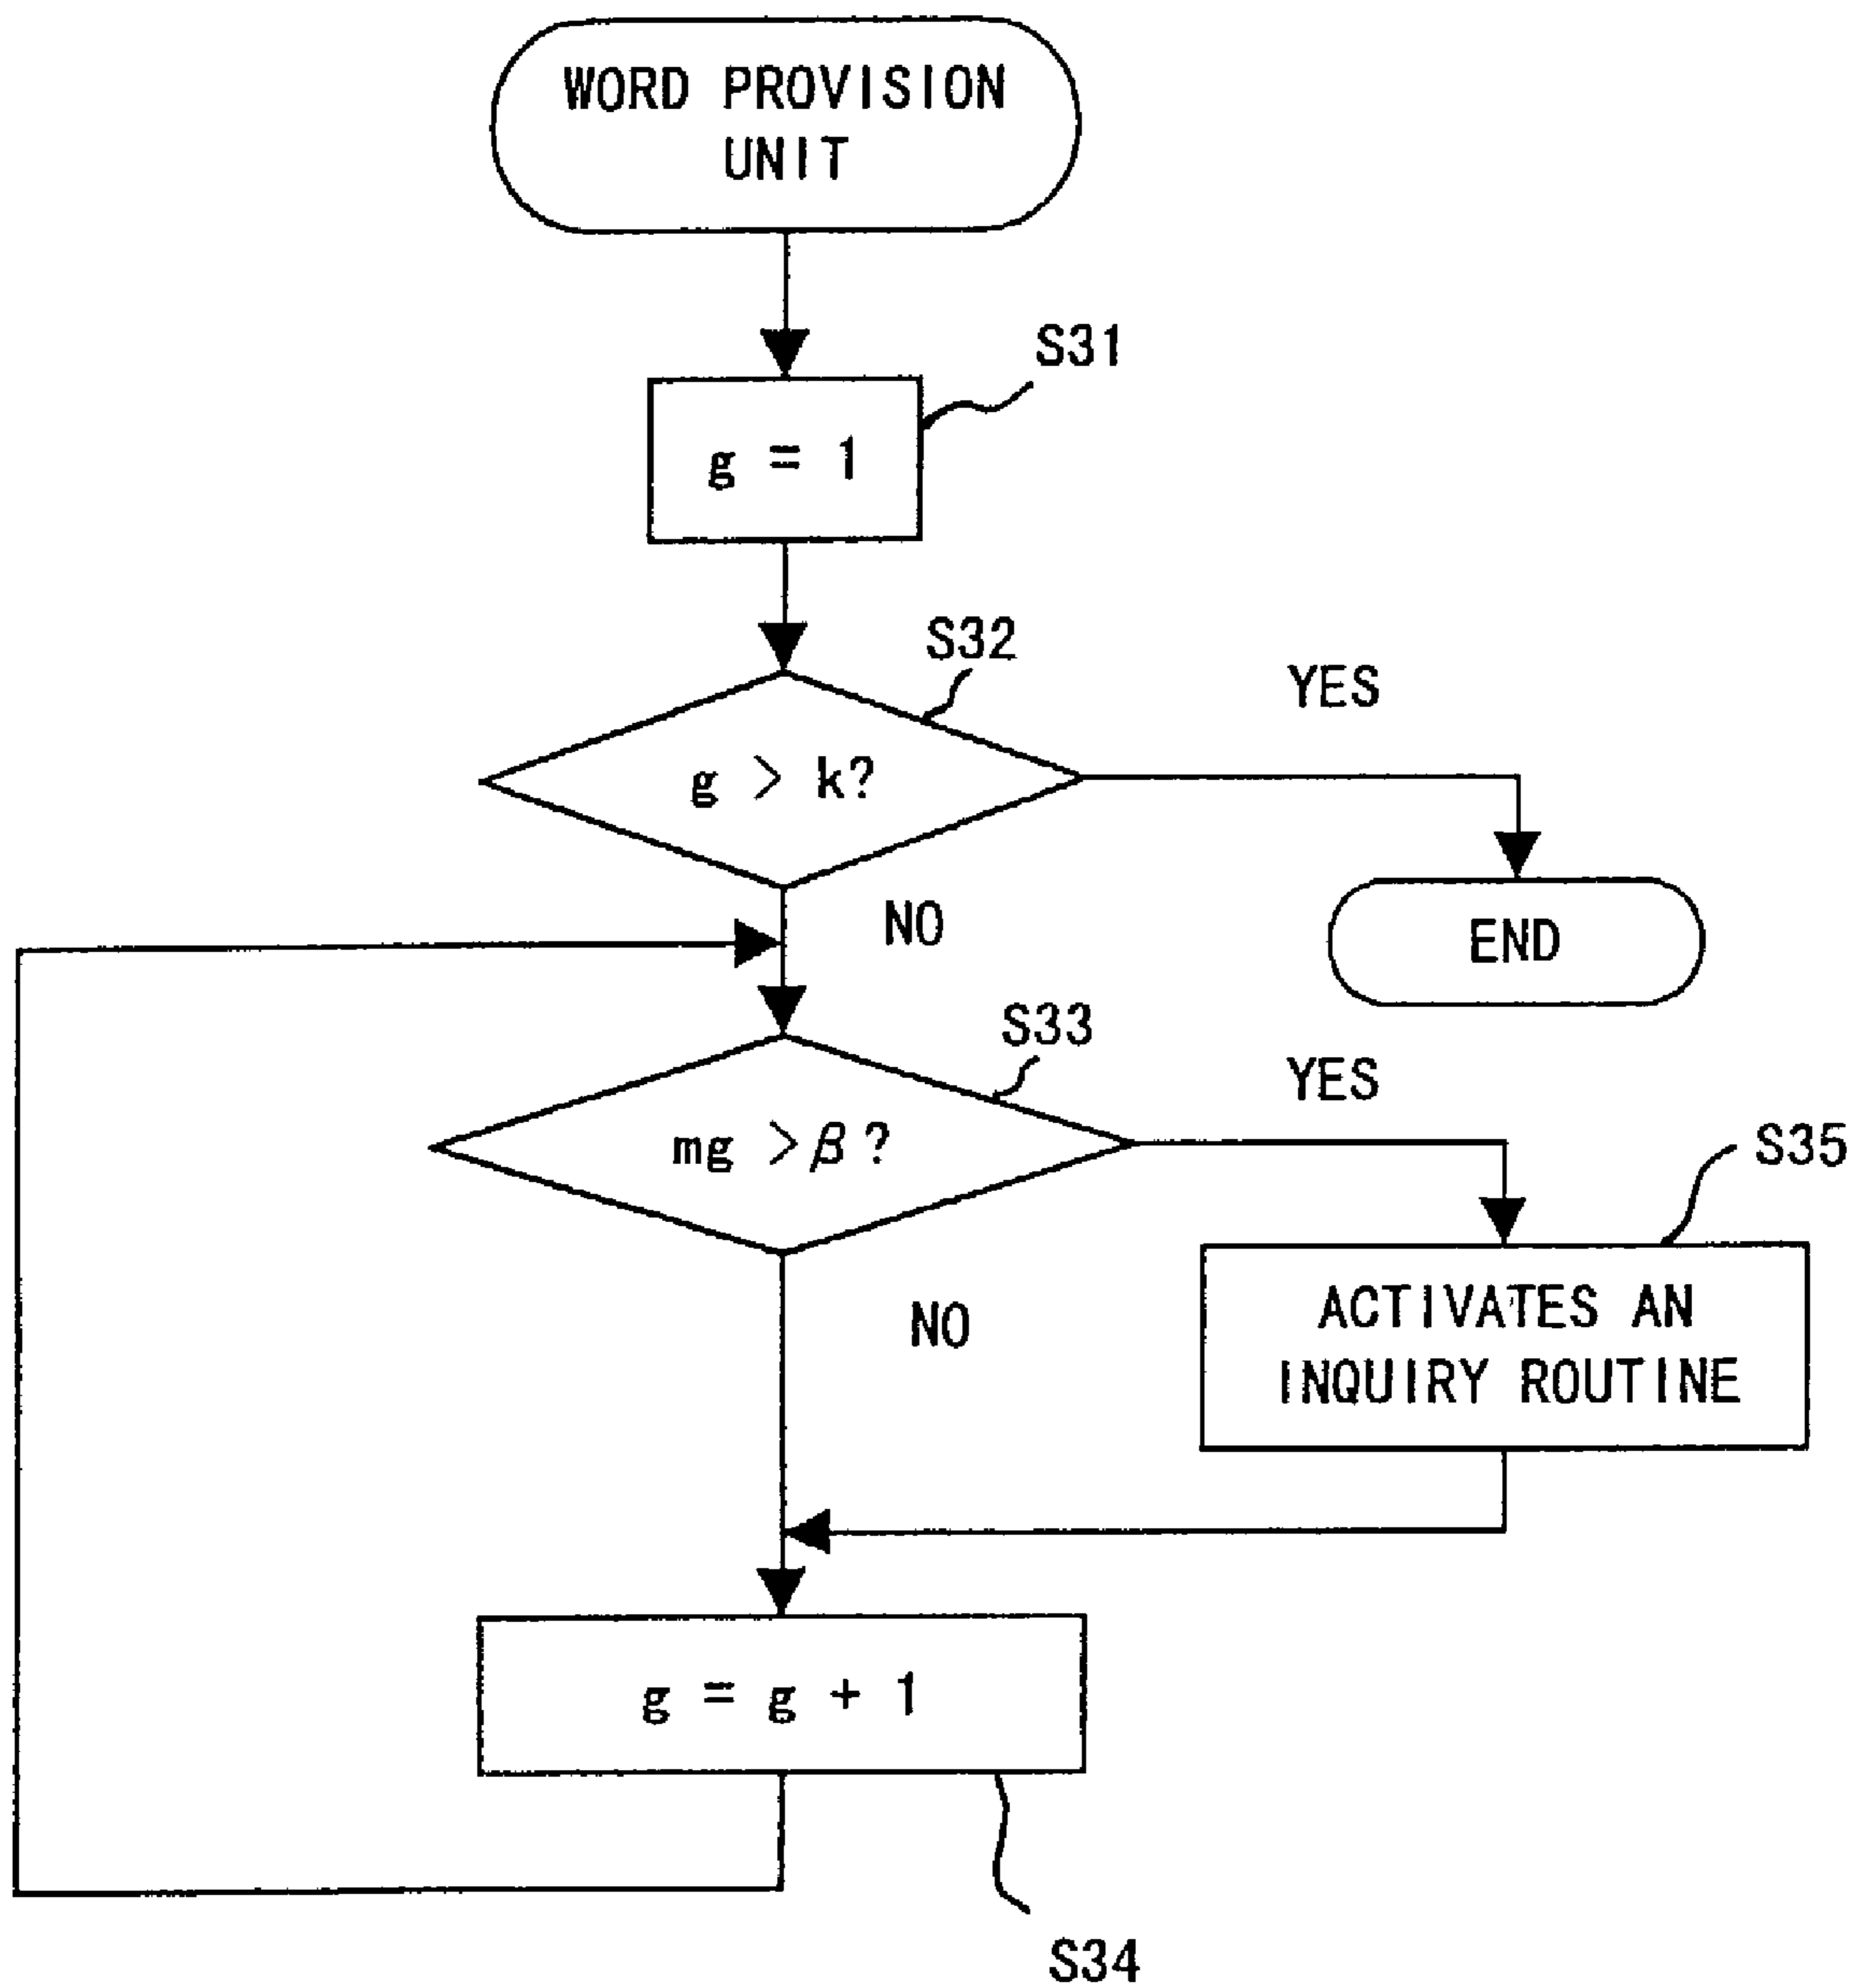 WORD PROVISION
UNIT
S31
g = 1
S32
YES
g > k?
NO
END
S33
YES
mg > β?
S35
NO
ACTIVATES AN
INQUIRY ROUTINE
g = g + 1
S34